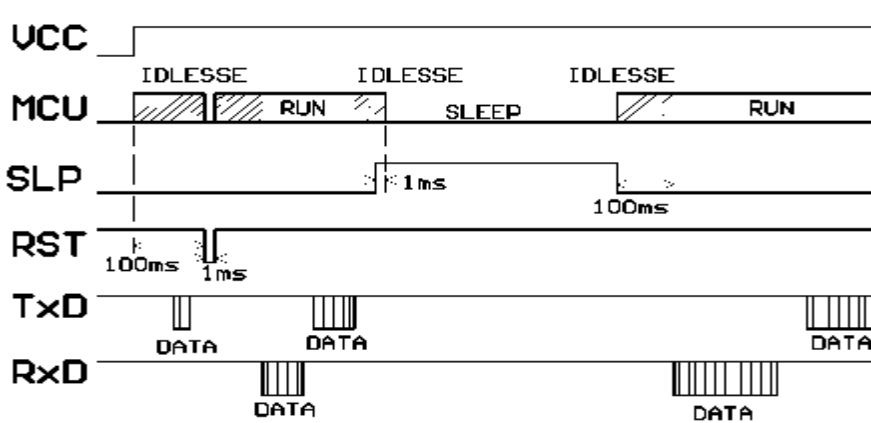 VCC
IDLESSE IDLESSE IDLESSE
MCU RUN SLEEP RUN
SLP 1ms
100ms
RST
100ms 1ms
TxD
DATA DATA DATA
RxD
DATA DATA